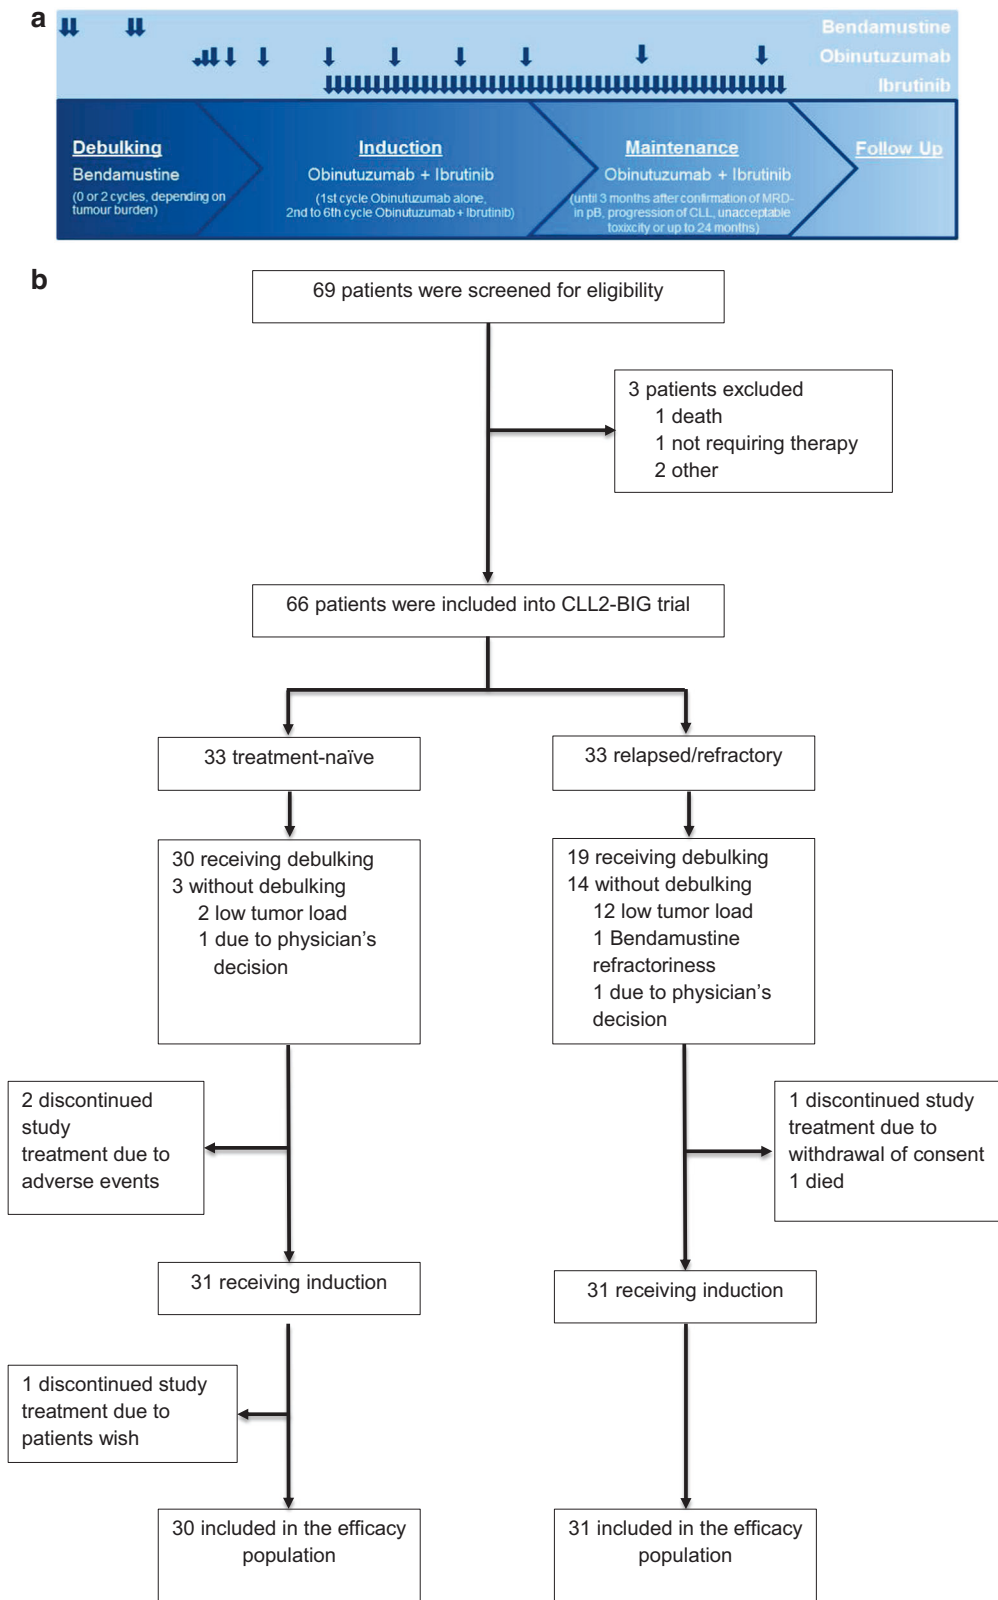 a
Bendamustine
Obinutuzumab
Ibrutinib
Debulking
Bendamustine
(0 or 2 cycles, depending on
tumour burden)
Induction
Obinutuzumab + Ibrutinib
(1st cycle Obinutuzumab alone,
2nd to 6th cycle Obinutuzumab + Ibrutinib)
Maintenance
Obinutuzumab + Ibrutinib
(until 3 months after confirmation of MRD-
in pB, progression of CLL, unacceptable
toxixcity or up to 24 months)
Follow Up
b
69 patients were screened for eligibility
3 patients excluded
1 death
1 not requiring therapy
2 other
66 patients were included into CLL2-BIG trial
33 treatment-naïve
33 relapsed/refractory
30 receiving debulking
3 without debulking
2 low tumor load
1 due to physician's
decision
19 receiving debulking
14 without debulking
12 low tumor load
1 Bendamustine
refractoriness
1 due to physician's
decision
2 discontinued
study
treatment due to
adverse events
1 discontinued study
treatment due to
withdrawal of consent
1 died
31 receiving induction
31 receiving induction
1 discontinued study
treatment due to
patients wish
30 included in the efficacy
population
31 included in the efficacy
population